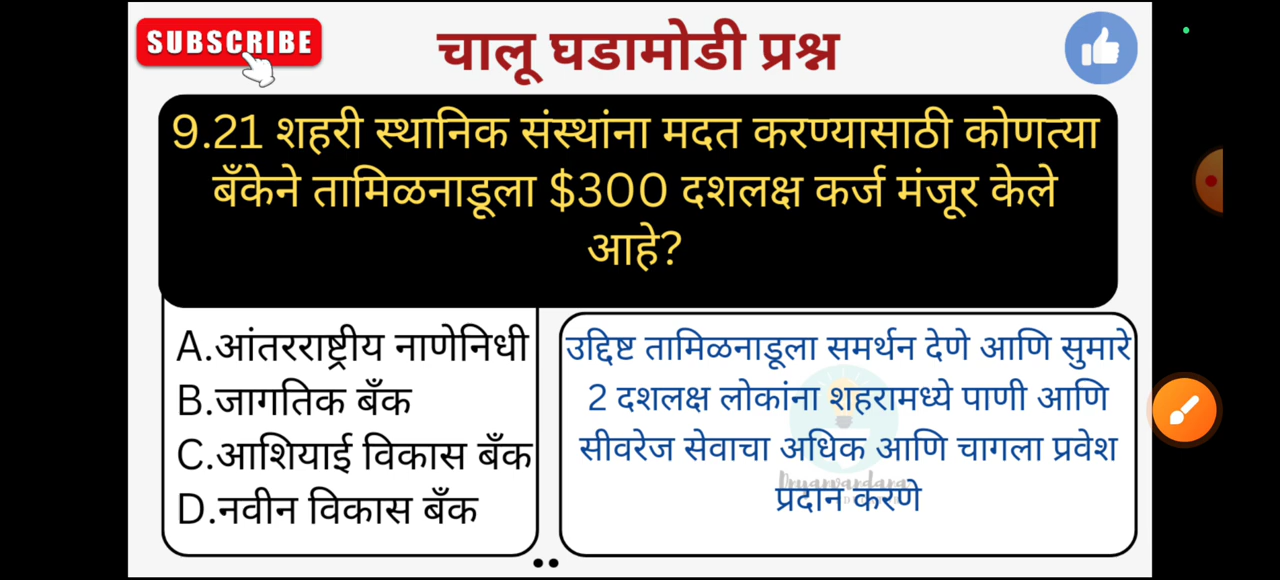 SUBSCRIBE
चालू घडामोडी प्रश्न
9.21 शहरी स्थानिक संस्थांना मदत करण्यासाठी कोणत्या
बँकेने तामिळनाडूला $300 दशलक्ष कर्ज मंजूर केले
आहे?
A.आंतरराष्ट्रीय नाणेनिधी
B.जागतिक बँक
C.आशियाई विकास बँक
D.नवीन विकास बँक
उद्दिष्ट तामिळनाडूला समर्थन देणे आणि सुमारे
2 दशलक्ष लोकांना शहरामध्ये पाणी आणि
सीवरेज सेवाचा अधिक आणि चागला प्रवेश
प्रदान करणे